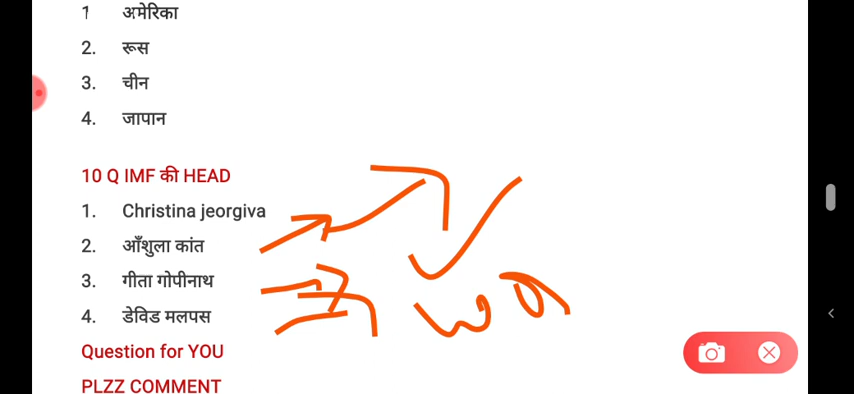 1 अमेरिका
2. रूस
3. चीन
4. जापान
10 Q IMF की HEAD
1. Christina jeorgiva
2. आँशुला कांत
3. गीता गोपीनाथ
4. डेविड मलपस
Question for YOU
PLZZ COMMENT